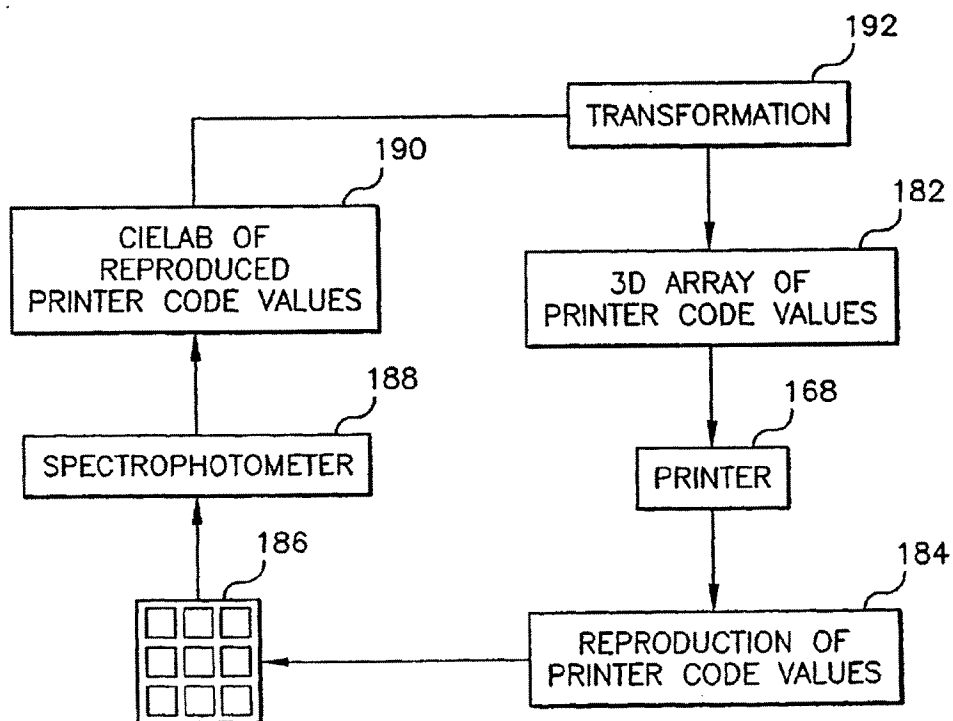 192
TRANSFORMATION
190
CIELAB OF
REPRODUCED
PRINTER CODE VALUES
182
3D ARRAY OF
PRINTER CODE VALUES
188
SPECTROPHOTOMETER
168
PRINTER
186
184
REPRODUCTION OF
PRINTER CODE VALUES